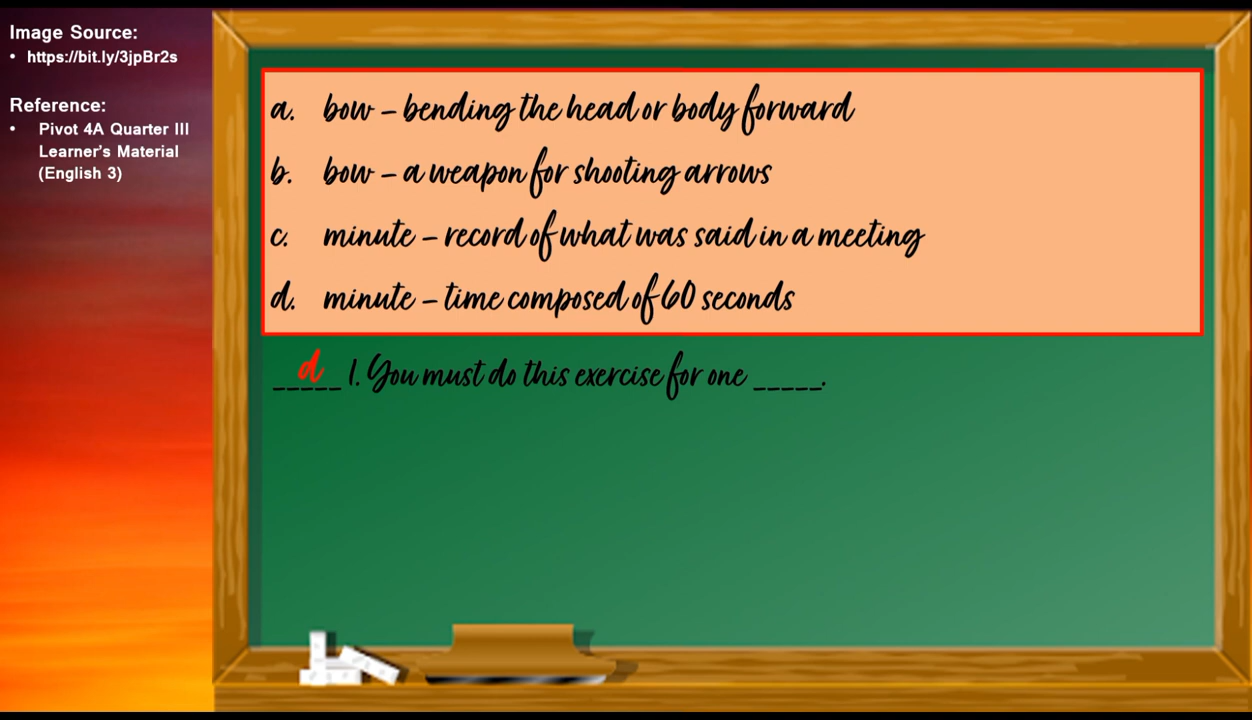 Image Source:
• https://bit.ly/3jpBr2s
Reference:
• Pivot 4A Quarter III
Learner's Material
(English 3)
a. bow – bending the head or body forward
b. bow – a weapon for shooting arrows
c. minute – record of what was said in a meeting
d. minute – time composed of 60 seconds
__d__ 1. You must do this exercise for one _____.